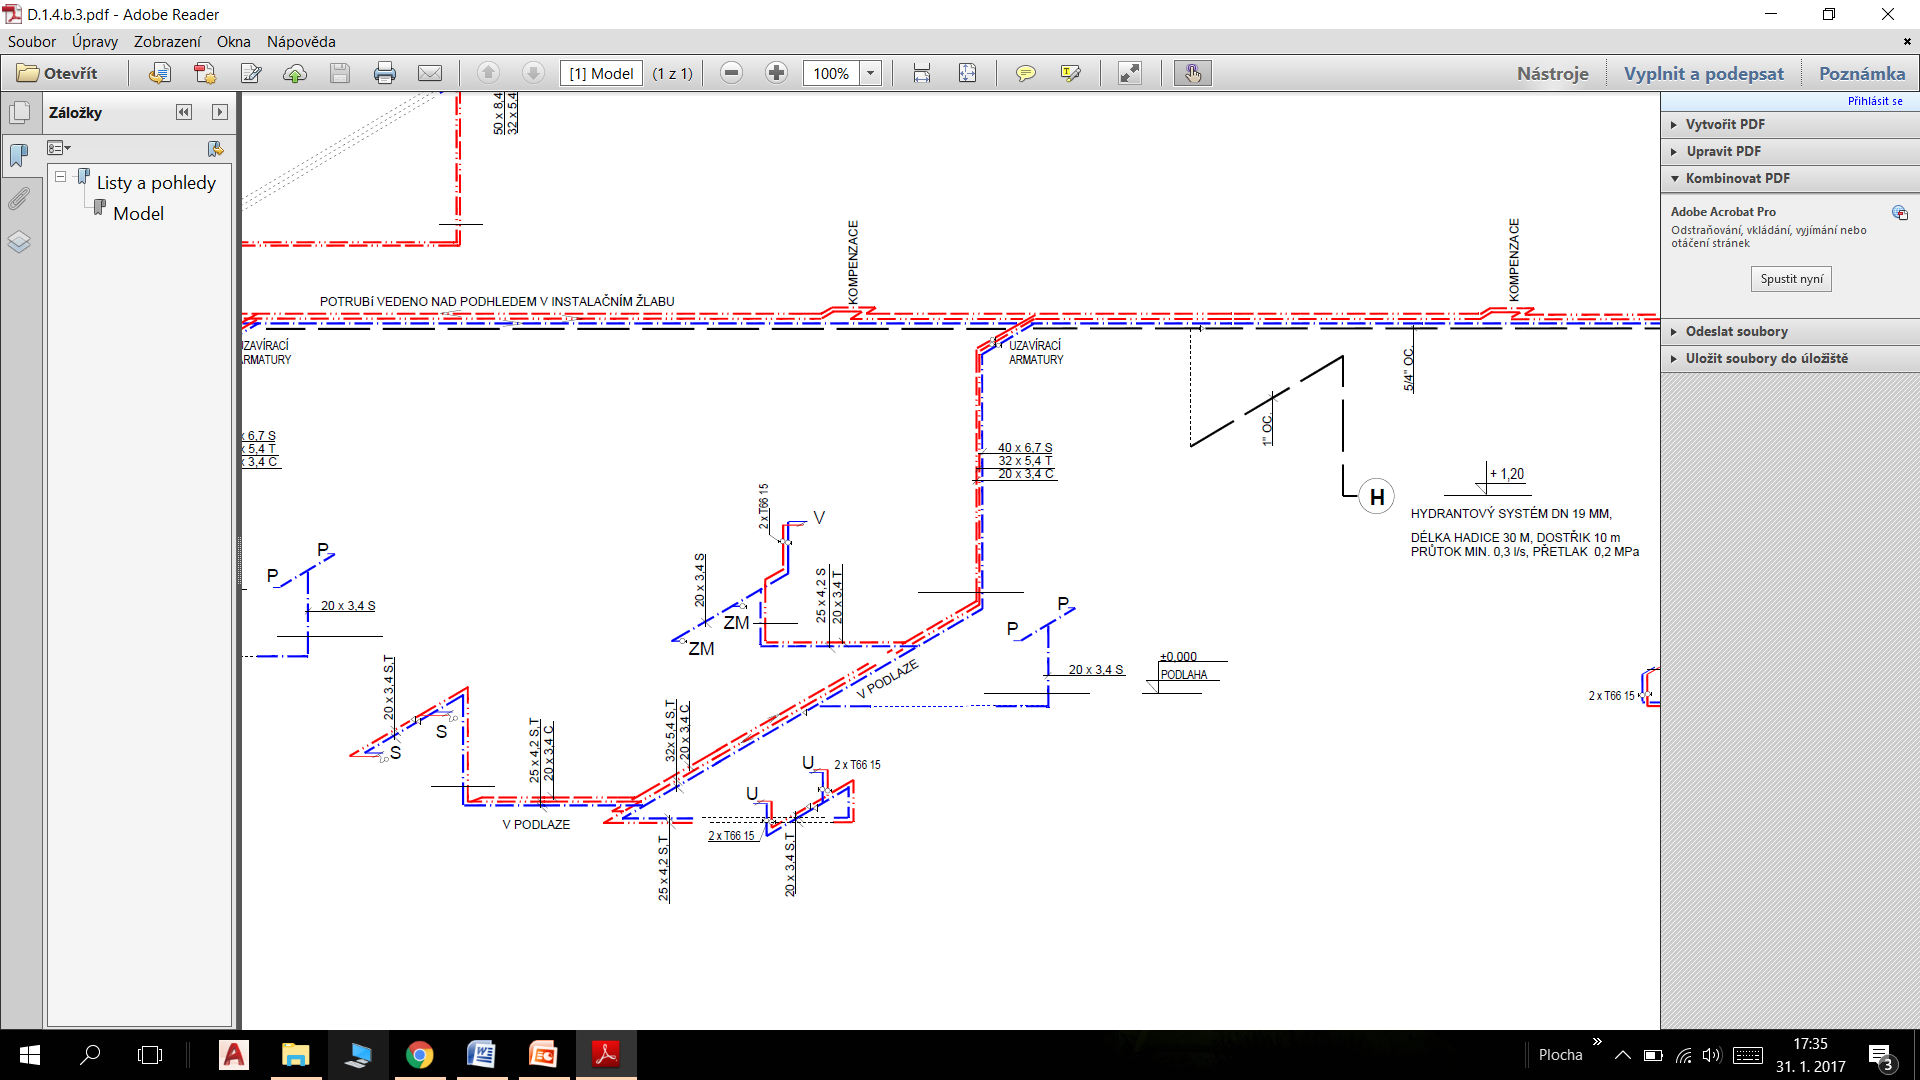 D.1.4.b.3.pdf - Adobe Reader
Soubor Úpravy Zobrazení Okna Nápověda
Otevřít
[1] Model
(1 z 1)
100%
Nástroje
Vyplnit a podepsat
Poznámka
Záložky
Listy a pohledy
Model
50 x 8,4
32 x 5,4
KOMPENZACE
KOMPENZACE
POTRUBÍ VEDENO NAD PODHLEDEM V INSTALAČNÍM ŽLABU
UZAVÍRACÍ
ARMATURY
UZAVÍRACÍ
ARMATURY
5/4" OC.
1" OC.
x 6,7 S
x 5,4 T
x 3,4 C
40 x 6,7 S
32 x 5,4 T
20 x 3,4 C
+ 1,20
H
HYDRANTOVÝ SYSTÉM DN 19 MM,
DÉLKA HADICE 30 M, DOSTŘIK 10 m
PRŮTOK MIN. 0,3 l/s, PŘETLAK 0,2 MPa
2 x T66 15
V
P
P
20 x 3,4 S
20 x 3,4 S
ZM
ZM
25 x 4,2 S
20 x 3,4 T
P
P
20 x 3,4 S
±0,000
PODLAHA
V PODLAZE
2 x T66 15
20 x 3,4 S,T
S
S
25 x 4,2 S,T
20 x 3,4 C
32x 5,4 S,T
20 x 3,4 C
V PODLAZE
U
2 x T66 15
U
2 x T66 15
25 x 4,2 S,T
20 x 3,4 S,T
Přihlásit se
Vytvořit PDF
Upravit PDF
Kombinovat PDF
Adobe Acrobat Pro
Odstraňování, vkládání, vyjímání nebo
otáčení stránek
Spustit nyní
Odeslat soubory
Uložit soubory do úložiště
Plocha
17:35
31. 1. 2017
3